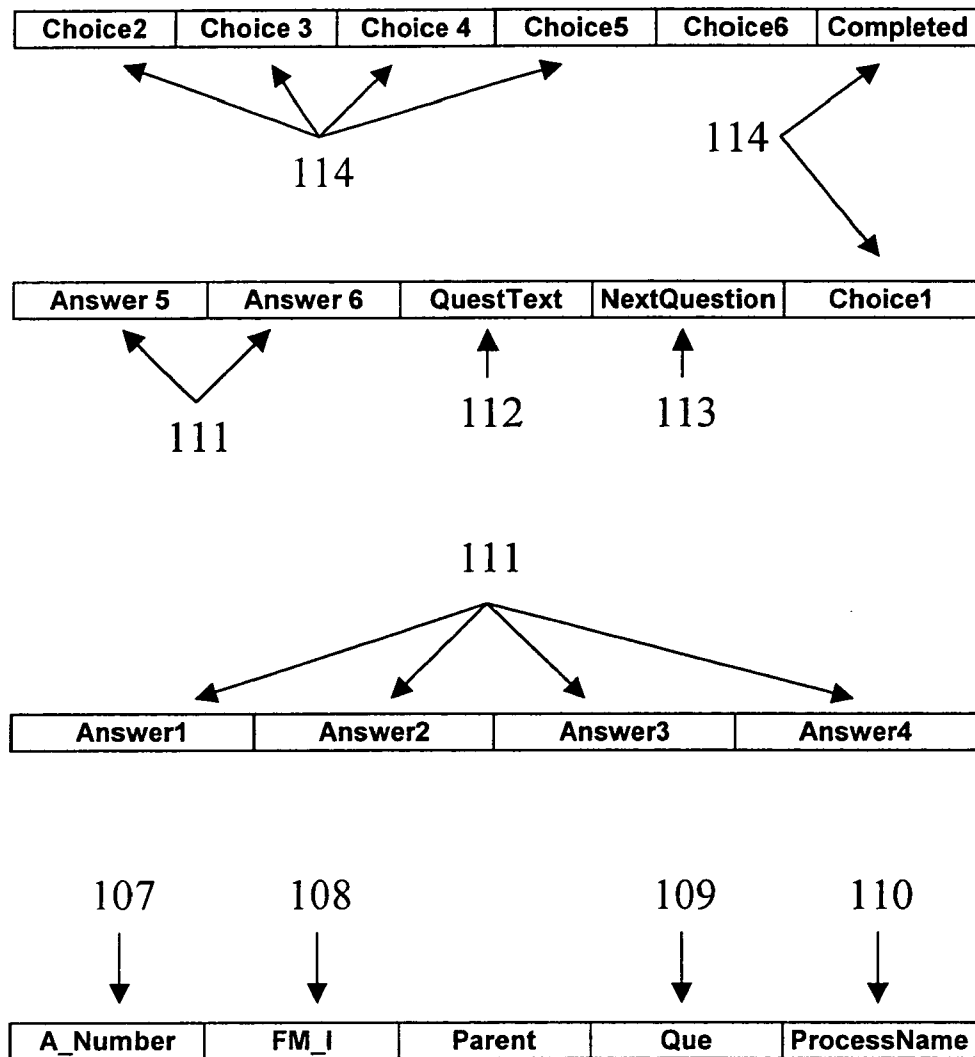 Choice2 Choice 3 Choice 4 Choice5 Choice6 Completed
114 114
Answer 5 Answer 6 QuestText NextQuestion Choice1
111 112 113
111
Answer1 Answer2 Answer3 Answer4
107 108 109 110
A_Number FM_I Parent Que ProcessName